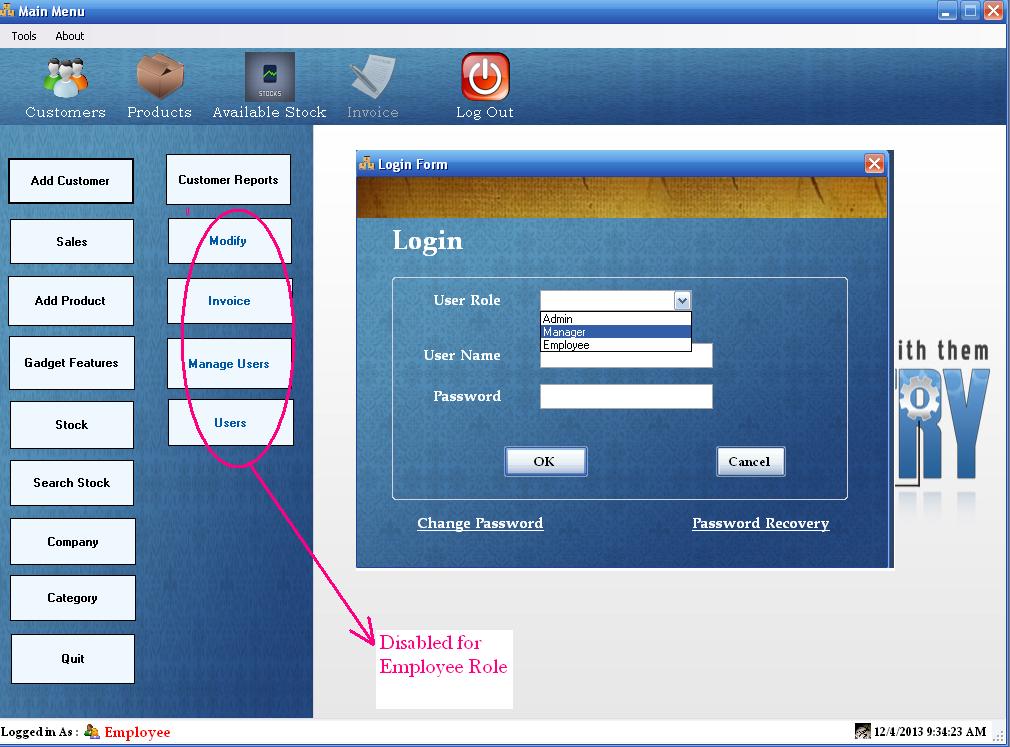 Main Menu
Tools About
Customers Products Available Stock Invoice Log Out
STOCKS
Add Customer
Customer Reports
Sales
Modify
Add Product
Invoice
Gadget Features
Manage Users
Stock
Users
Search Stock
Company
Category
Quit
Login Form
Login
User Role
Admin
Manager
Employee
User Name
Password
OK Cancel
Change Password Password Recovery
ith them
RY
Disabled for
Employee Role
Logged in As : Employee
12/4/2013 9:34:23 AM